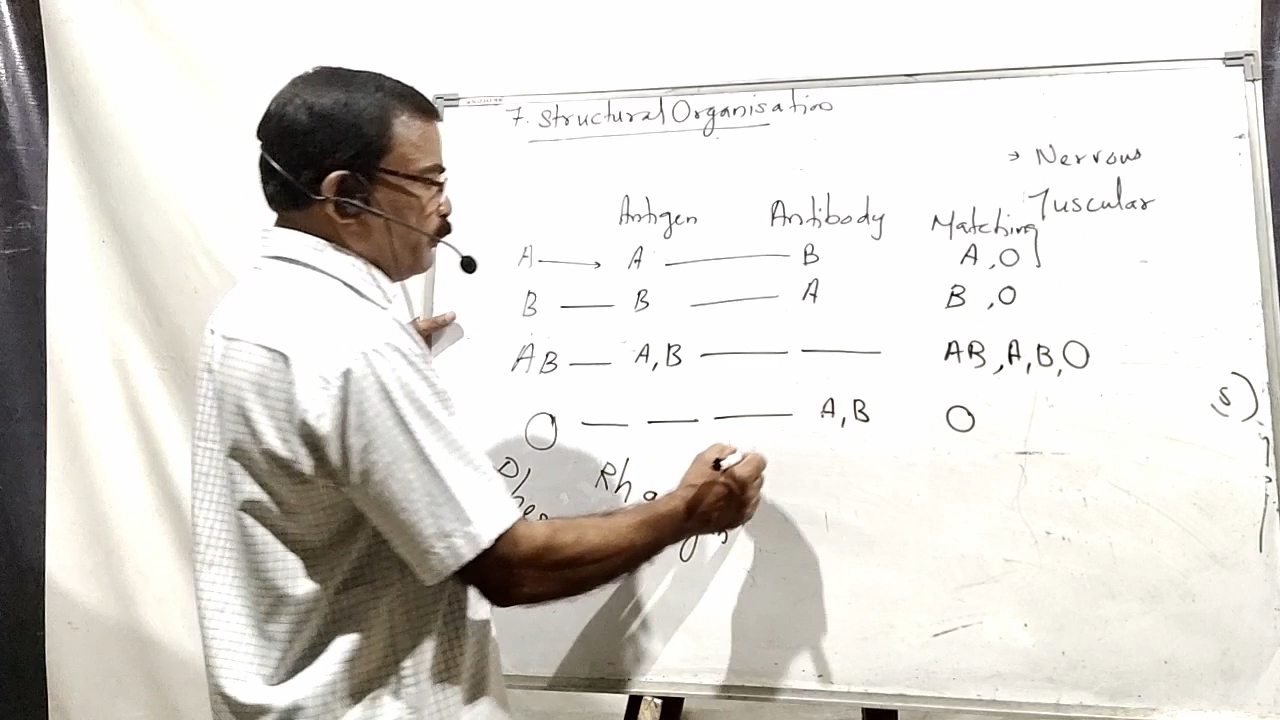 7. Structural Organisation
→ Nervous
Muscular
Antigen Antibody Matching
A → A — B A, O
B — B — A B, O
AB — A, B — — AB, A, B, O
O — — — A, B O
Rh